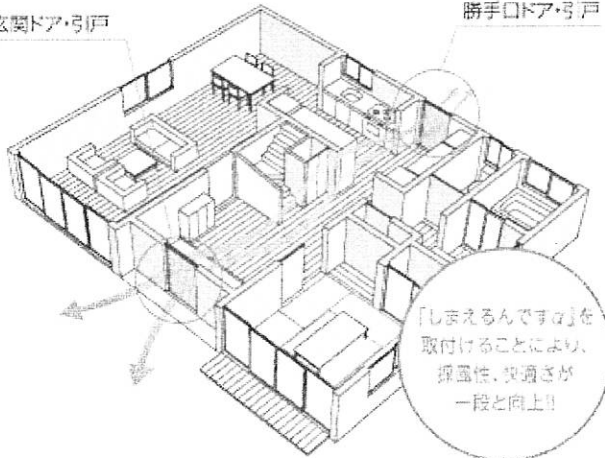 玄関ドア・引戸
勝手口ドア・引戸
「しまえるんですα」を
取付けることにより、
採風性、快適さが
一段と向上!!